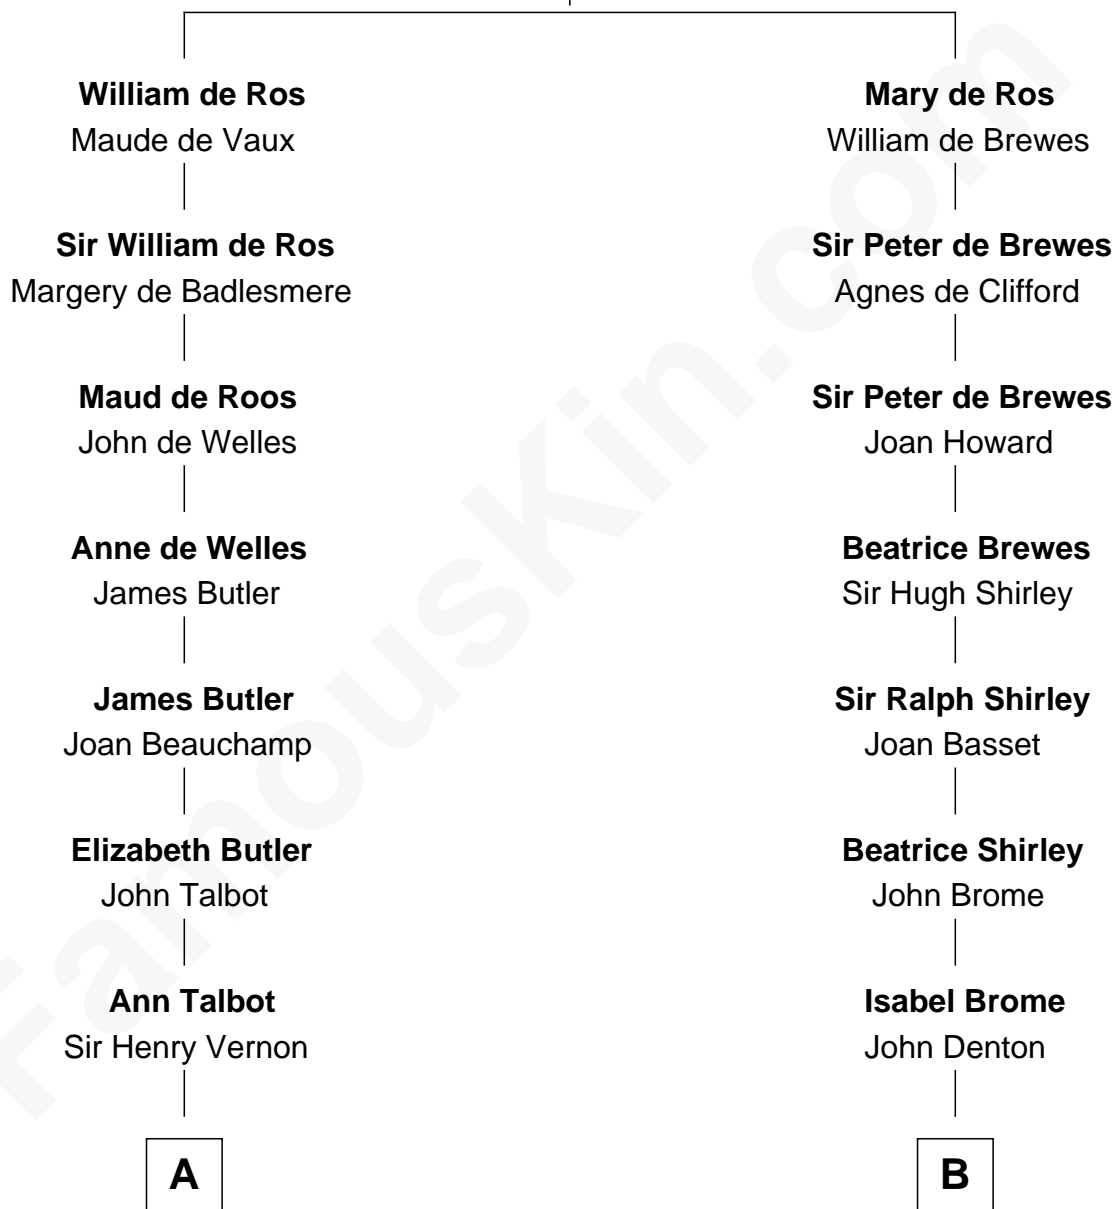 William de Ros
Maude de Vaux
Mary de Ros
William de Brewes
Sir William de Ros
Margery de Badlesmere
Sir Peter de Brewes
Agnes de Clifford
Maud de Roos
John de Welles
Sir Peter de Brewes
Joan Howard
Anne de Welles
James Butler
Beatrice Brewes
Sir Hugh Shirley
James Butler
Joan Beauchamp
Sir Ralph Shirley
Joan Basset
Elizabeth Butler
John Talbot
Beatrice Shirley
John Brome
Ann Talbot
Sir Henry Vernon
Isabel Brome
John Denton
A
B
FamousKin.com